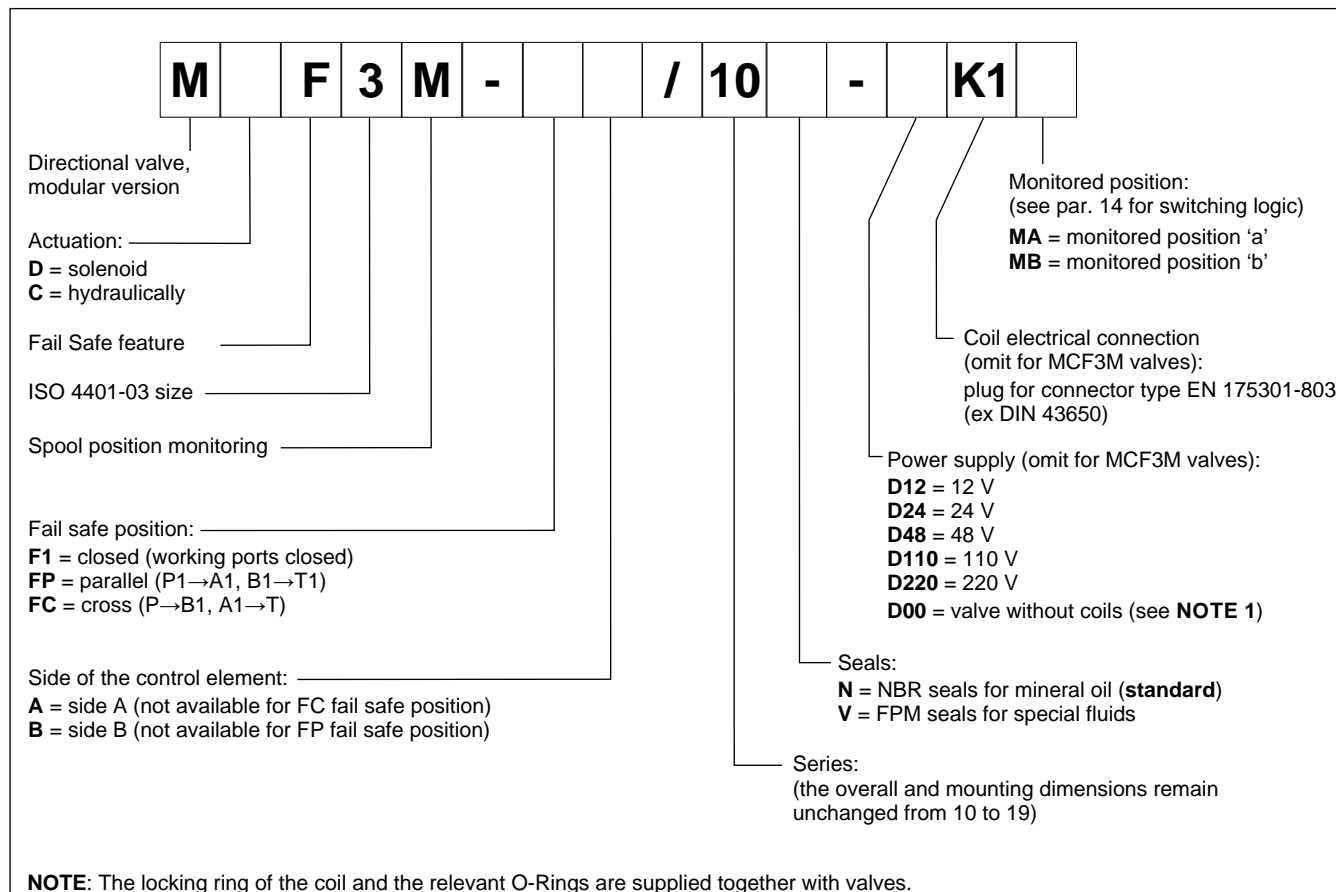 M F 3 M - / 10 - K1
Directional valve,
modular version
Actuation:
D = solenoid
C = hydraulically
Fail Safe feature
ISO 4401-03 size
Spool position monitoring
Fail safe position:
F1 = closed (working ports closed)
FP = parallel (P1→A1, B1→T1)
FC = cross (P→B1, A1→T)
Side of the control element:
A = side A (not available for FC fail safe position)
B = side B (not available for FP fail safe position)
Monitored position:
(see par. 14 for switching logic)
MA = monitored position ‘a’
MB = monitored position ‘b’
Coil electrical connection
(omit for MCF3M valves):
plug for connector type EN 175301-803
(ex DIN 43650)
Power supply (omit for MCF3M valves):
D12 = 12 V
D24 = 24 V
D48 = 48 V
D110 = 110 V
D220 = 220 V
D00 = valve without coils (see NOTE 1)
Seals:
N = NBR seals for mineral oil (standard)
V = FPM seals for special fluids
Series:
(the overall and mounting dimensions remain
unchanged from 10 to 19)
NOTE: The locking ring of the coil and the relevant O-Rings are supplied together with valves.